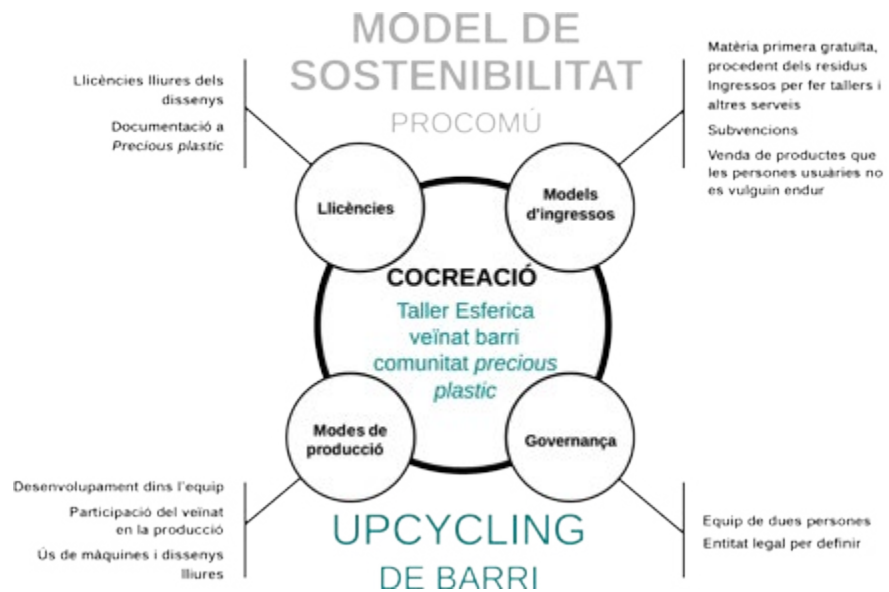 MODEL DE
SOSTENIBILITAT
PROCOMÚ
Llicències lliures dels
dissenys
Documentació a
Precious plastic
Matèria primera gratuïta,
procedent dels residus
Ingressos per fer tallers i
altres serveis
Subvencions
Venda de productes que
les persones usuàries no
es vulguin endur
Llicències
Models
d'ingressos
COCREACIÓ
Taller Esferica
veïnat barri
comunitat precious
plastic
Modes de
producció
Governança
Desenvolupament dins l'equip
Participació del veïnat
en la producció
Ús de màquines i dissenys
lliures
Equip de dues persones
Entitat legal per definir
UPCYCLING
DE BARRI